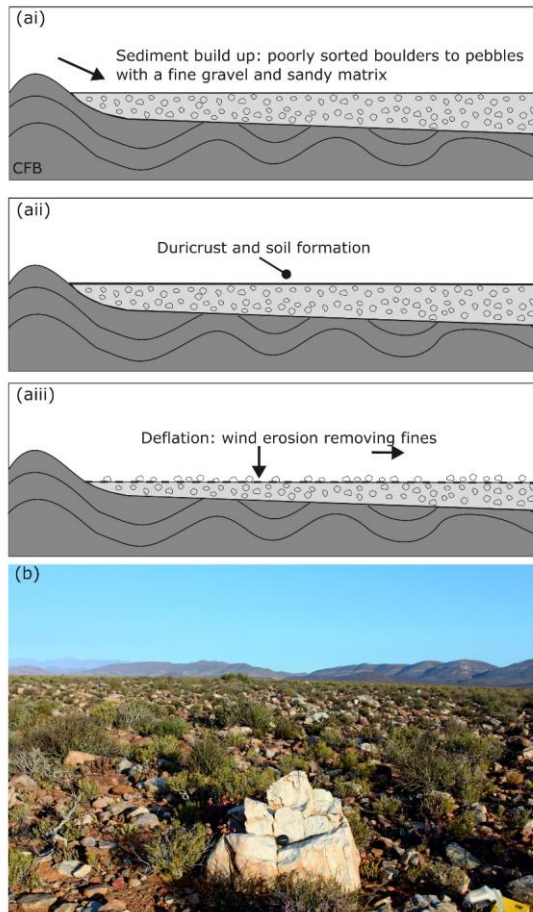 (ai)
Sediment build up: poorly sorted boulders to pebbles
with a fine gravel and sandy matrix
CFB
(aii)
Duricrust and soil formation
(aiii)
Deflation: wind erosion removing fines
(b)